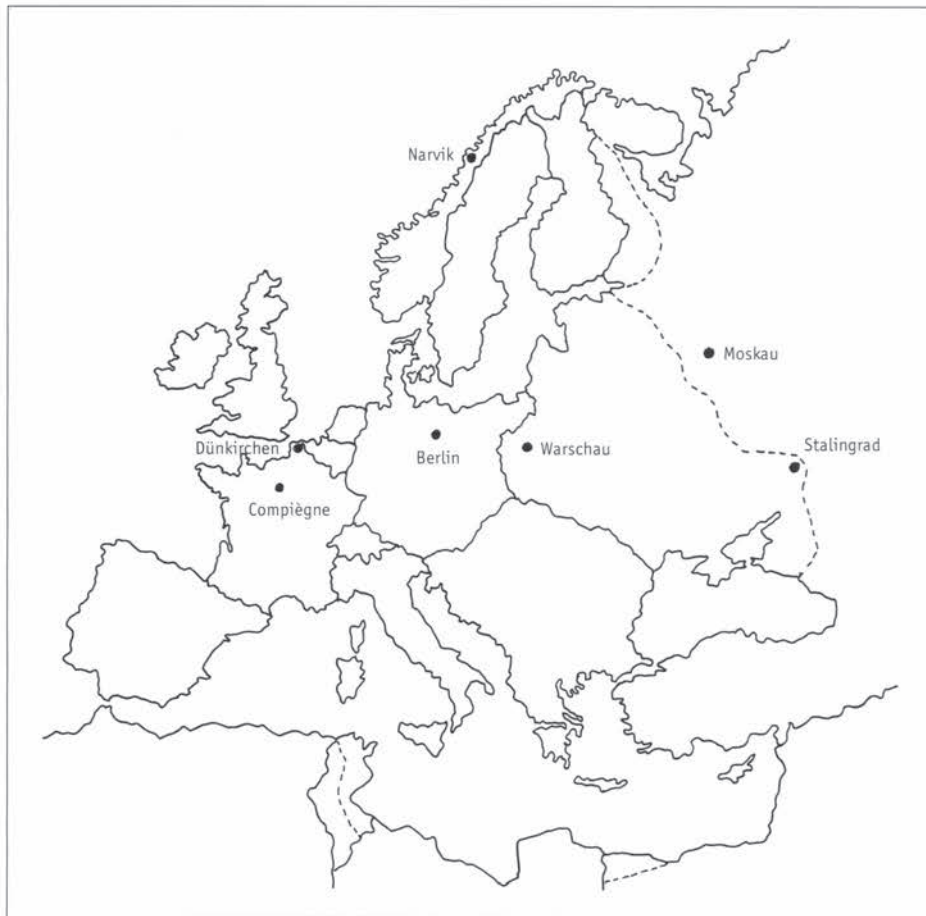 Narvik
Moskau
Dünkirchen
Berlin
Warschau
Stalingrad
Compiègne